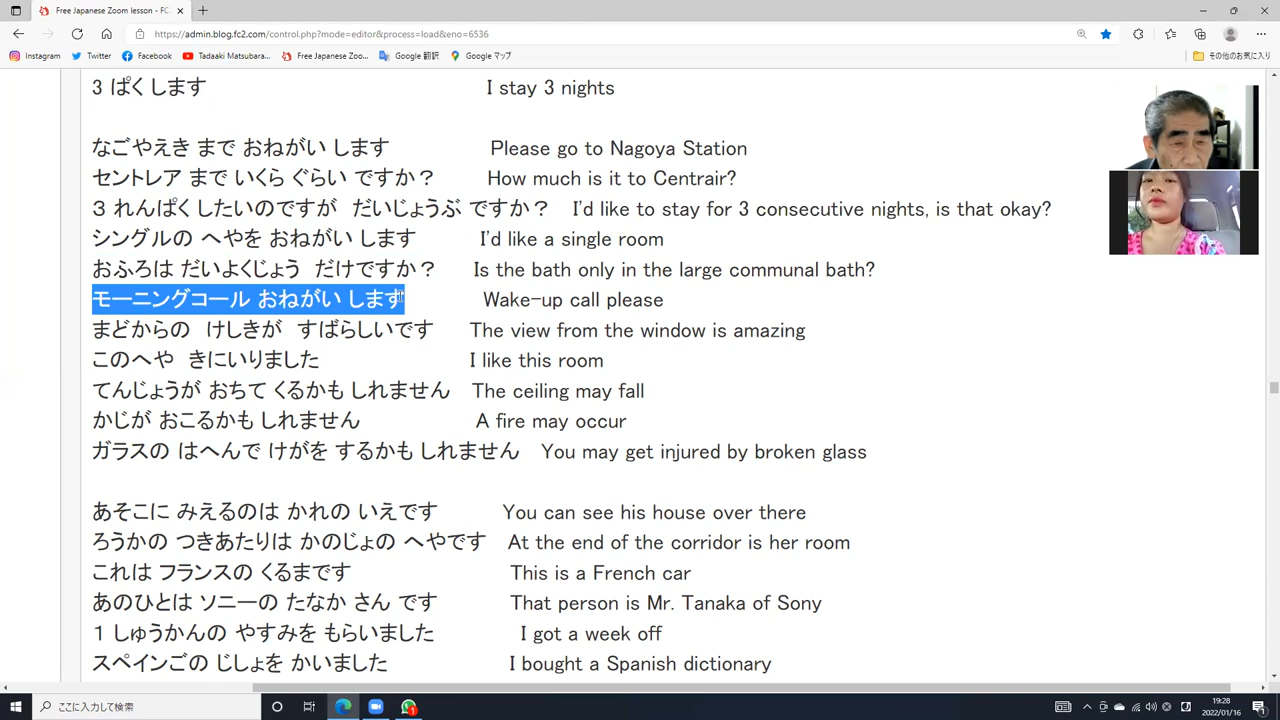 Free Japanese Zoom lesson - FC2
https://admin.blog.fc2.com/control.php?mode=editor&process=load&eno=6536
Instagram Twitter Facebook Tadaaki Matsubara... Free Japanese Zoo... Google 翻訳 Google マップ その他のお気に入り
3 ぱく します I stay 3 nights
なごやえき まで おねがい します Please go to Nagoya Station
セントレア まで いくら ぐらい ですか？ How much is it to Centrair?
３ れんぱく したいのですが だいじょうぶ ですか？ I'd like to stay for 3 consecutive nights, is that okay?
シングルの へやを おねがい します I'd like a single room
おふろは だいよくじょう だけですか？ Is the bath only in the large communal bath?
モーニングコール おねがい します Wake-up call please
まどからの けしきが すばらしいです The view from the window is amazing
このへや きにいりました I like this room
てんじょうが おちて くるかも しれません The ceiling may fall
かじが おこるかも しれません A fire may occur
ガラスの はへんで けがを するかも しれません You may get injured by broken glass
あそこに みえるのは かれの いえです You can see his house over there
ろうかの つきあたりは かのじょの へやです At the end of the corridor is her room
これは フランスの くるまです This is a French car
あのひとは ソニーの たなか さん です That person is Mr. Tanaka of Sony
１ しゅうかんの やすみを もらいました I got a week off
スペインごの じしょを かいました I bought a Spanish dictionary
ここに入力して検索
1
19:28
2022/01/16
1